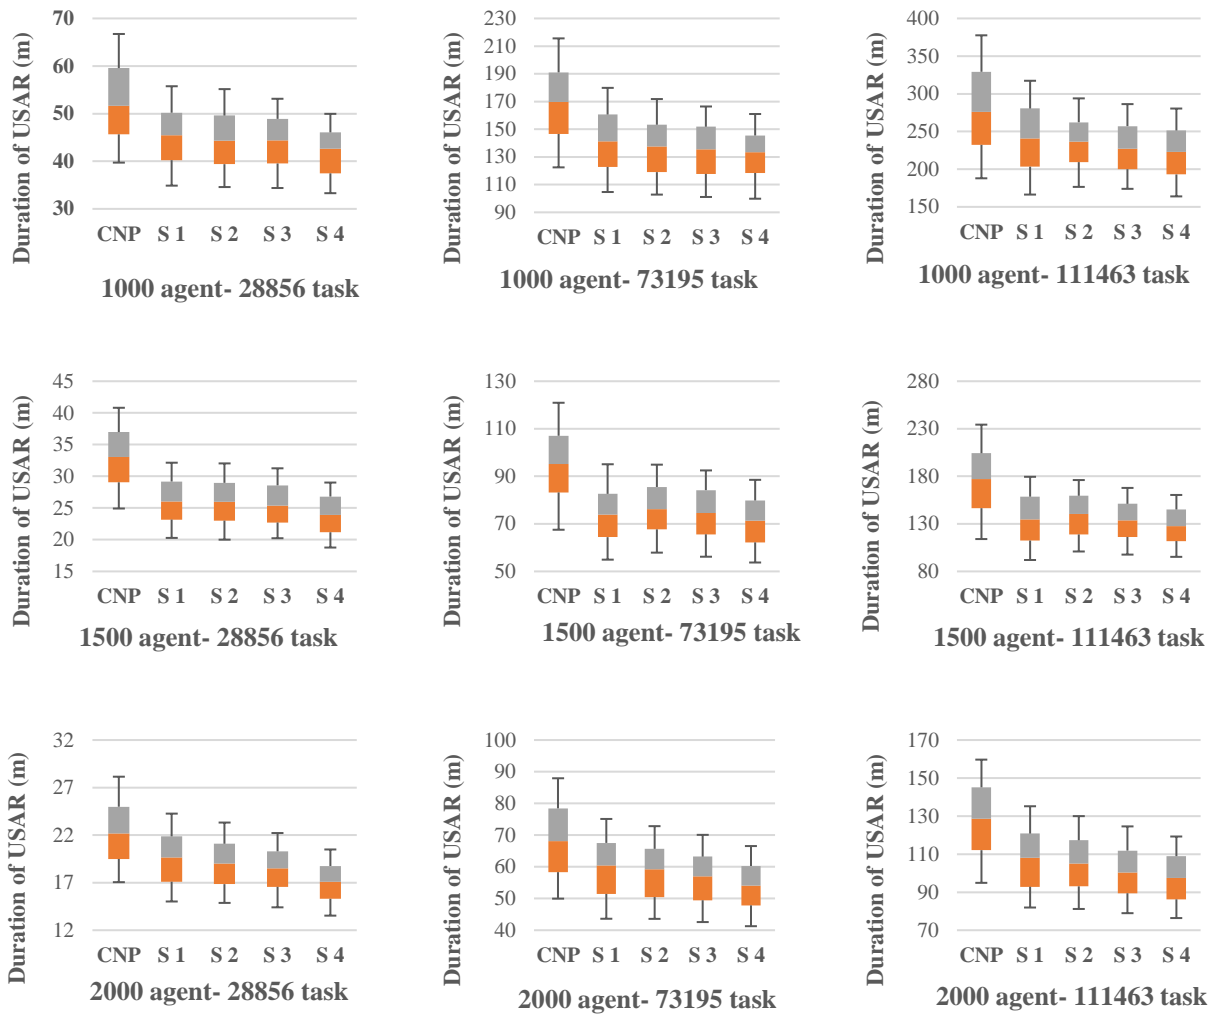 Duration of USAR (m)
70
60
50
40
30
CNP S 1 S 2 S 3 S 4
1000 agent- 28856 task
Duration of USAR (m)
230
210
190
170
150
130
110
90
CNP S 1 S 2 S 3 S 4
1000 agent- 73195 task
Duration of USAR (m)
400
350
300
250
200
150
CNP S 1 S 2 S 3 S 4
1000 agent- 111463 task
Duration of USAR (m)
45
40
35
30
25
20
15
CNP S 1 S 2 S 3 S 4
1500 agent- 28856 task
Duration of USAR (m)
130
110
90
70
50
CNP S 1 S 2 S 3 S 4
1500 agent- 73195 task
Duration of USAR (m)
280
230
180
130
80
CNP S 1 S 2 S 3 S 4
1500 agent- 111463 task
Duration of USAR (m)
32
27
22
17
12
CNP S 1 S 2 S 3 S 4
2000 agent- 28856 task
Duration of USAR (m)
100
90
80
70
60
50
40
CNP S 1 S 2 S 3 S 4
2000 agent- 73195 task
Duration of USAR (m)
170
150
130
110
90
70
CNP S 1 S 2 S 3 S 4
2000 agent- 111463 task